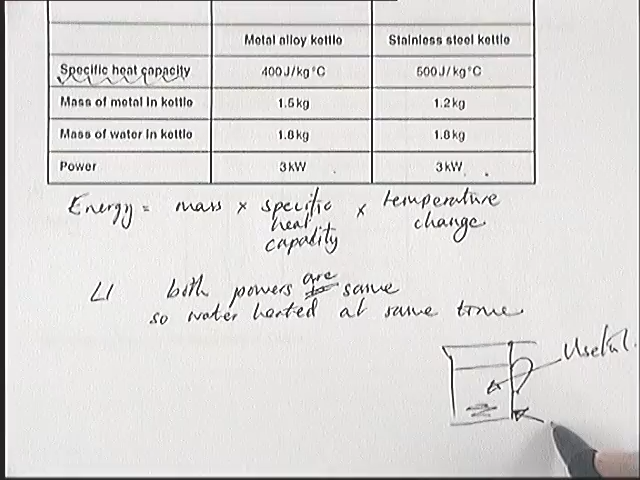 Metal alloy kettle Stainless steel kettle
Specific heat capacity 400J/kg°C 500J/kg°C
Mass of metal in kettle 1.5kg 1.2kg
Mass of water in kettle 1.8kg 1.8kg
Power 3kW 3kW
Energy = mass x specific heat capacity x temperature change
L1 both powers are same
so water heated at same time.
Useful.